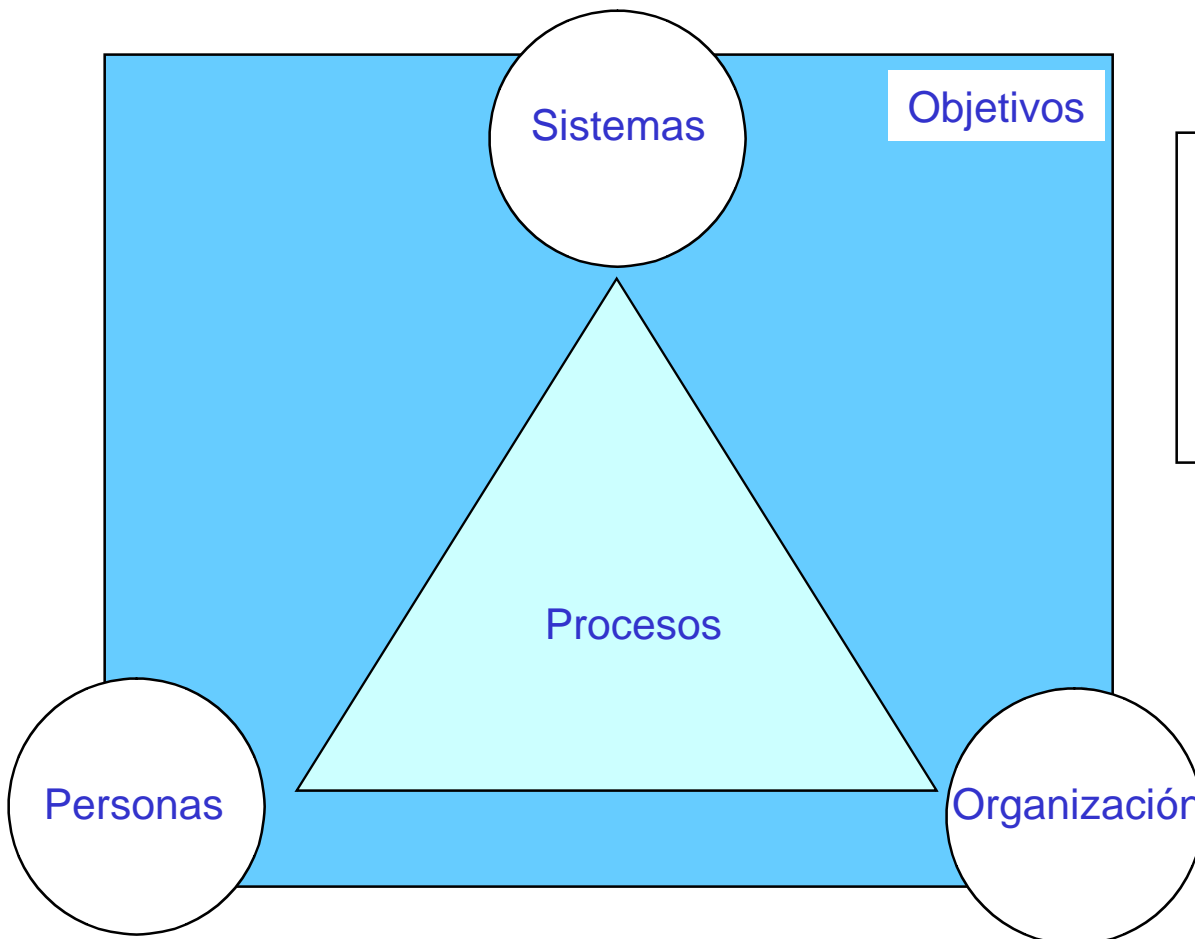 Sistemas
Objetivos
Procesos
Personas
Organización